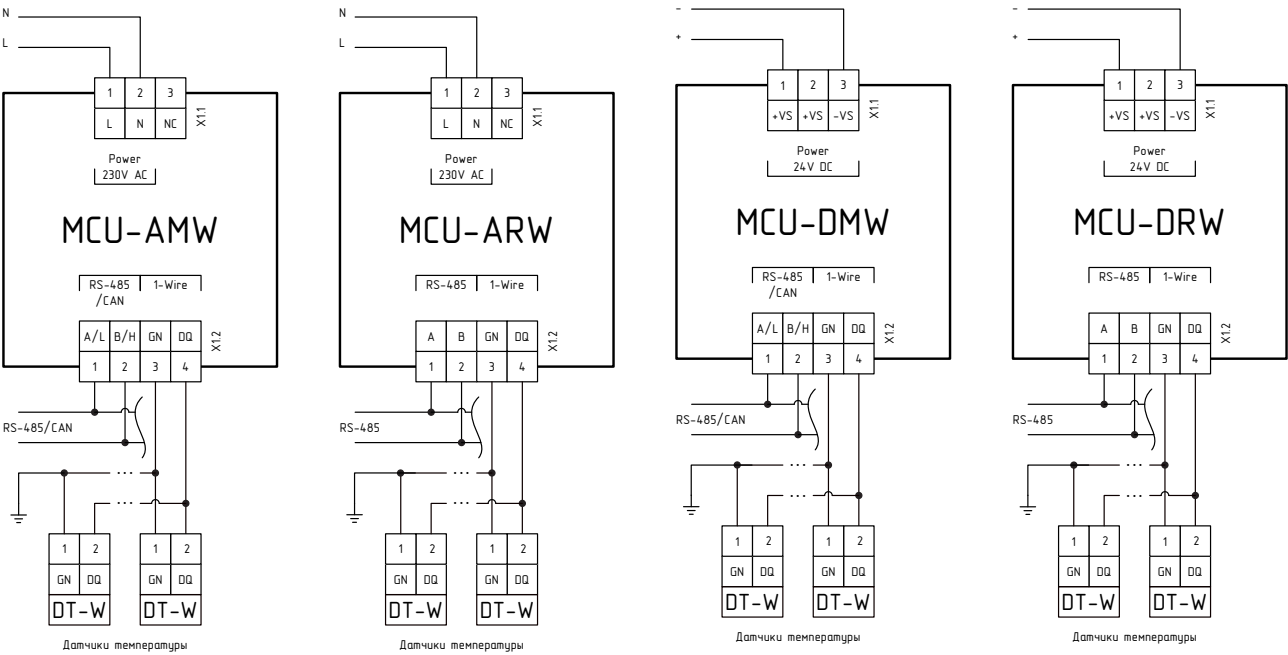 N
L
1 2 3
L N NC
X1.1
Power
230V AC
MCU-AMW
RS-485 1-Wire
/CAN
A/L B/H GN DQ
1 2 3 4
X1.2
RS-485/CAN
... 
...
1 2 1 2
GN DQ GN DQ
DT-W DT-W
Датчики температуры
N
L
1 2 3
L N NC
X1.1
Power
230V AC
MCU-ARW
RS-485 1-Wire
A B GN DQ
1 2 3 4
X1.2
RS-485
...
...
1 2 1 2
GN DQ GN DQ
DT-W DT-W
Датчики температуры
-
+
1 2 3
+VS +VS -VS
X1.1
Power
24V DC
MCU-DMW
RS-485 1-Wire
/CAN
A/L B/H GN DQ
1 2 3 4
X1.2
RS-485/CAN
...
...
1 2 1 2
GN DQ GN DQ
DT-W DT-W
Датчики температуры
-
+
1 2 3
+VS +VS -VS
X1.1
Power
24V DC
MCU-DRW
RS-485 1-Wire
A B GN DQ
1 2 3 4
X1.2
RS-485
...
...
1 2 1 2
GN DQ GN DQ
DT-W DT-W
Датчики температуры